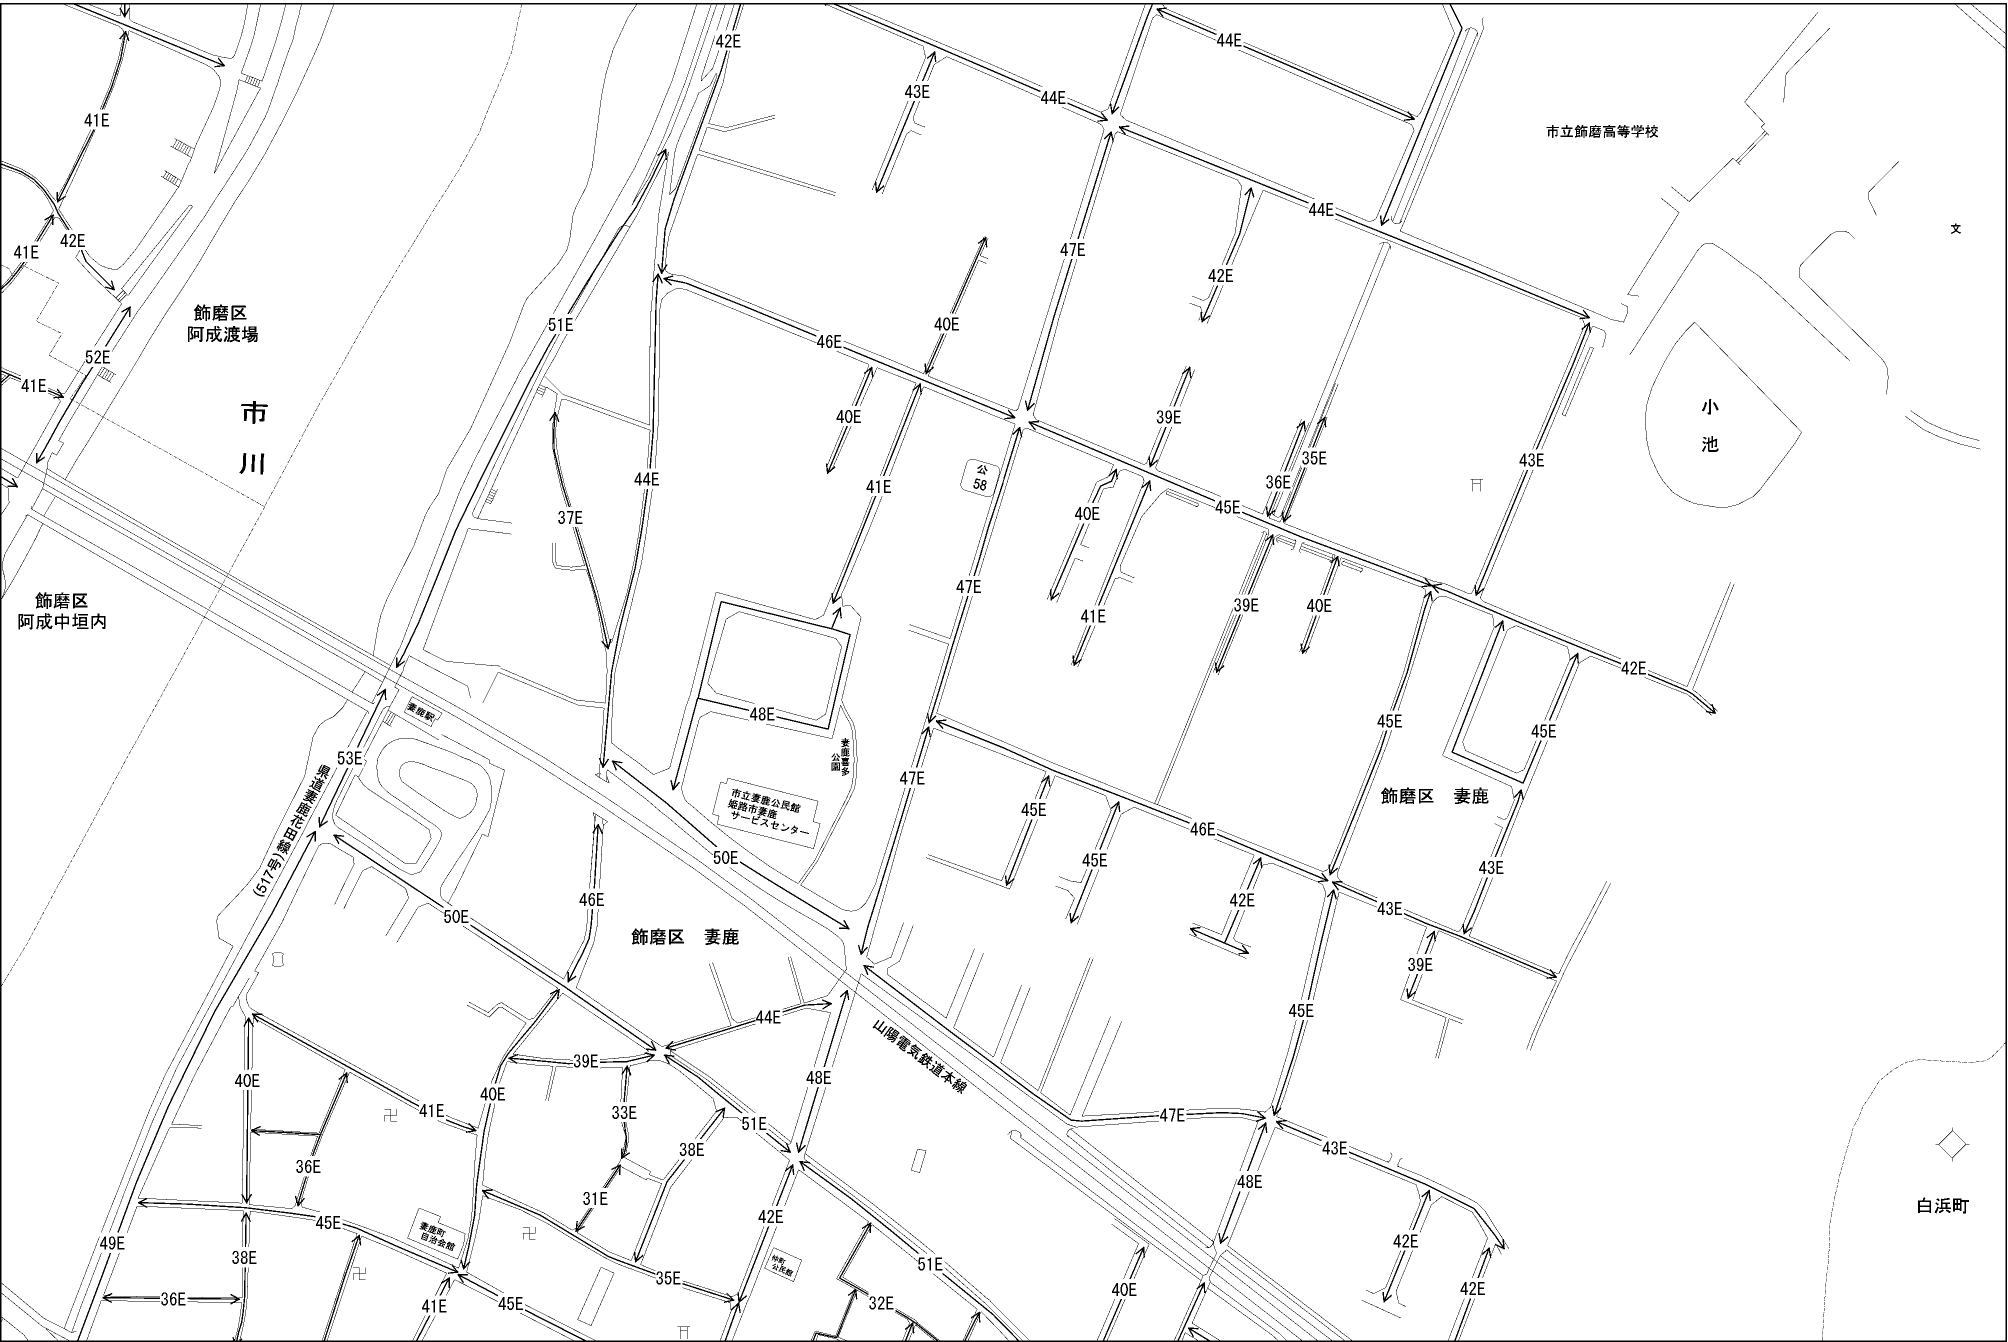 42E
44E
43E
44E
41E
市立飾磨高等学校
44E
文
42E
41E
47E
42E
飾磨区
阿成渡場
51E
40E
46E
52E
41E
市
川
40E
39E
小
池
43E
35E
36E
公
58
41E
44E
37E
40E
45E
47E
飾磨区
阿成中垣内
41E
39E
40E
42E
48E
妻鹿駅
45E
45E
妻鹿喜多
公園
53E
県道妻鹿花田線
(517号)
47E
市立妻鹿公民館
姫路市妻鹿
サービスセンター
飾磨区 妻鹿
45E
46E
50E
45E
43E
46E
42E
43E
50E
飾磨区 妻鹿
39E
44E
45E
山陽電気鉄道本線
39E
48E
40E
40E
41E
33E
51E
47E
38E
43E
36E
48E
31E
白浜町
45E
42E
妻鹿町
自治会館
49E
38E
42E
仲町
公民館
51E
35E
36E
45E
41E
32E
40E
42E